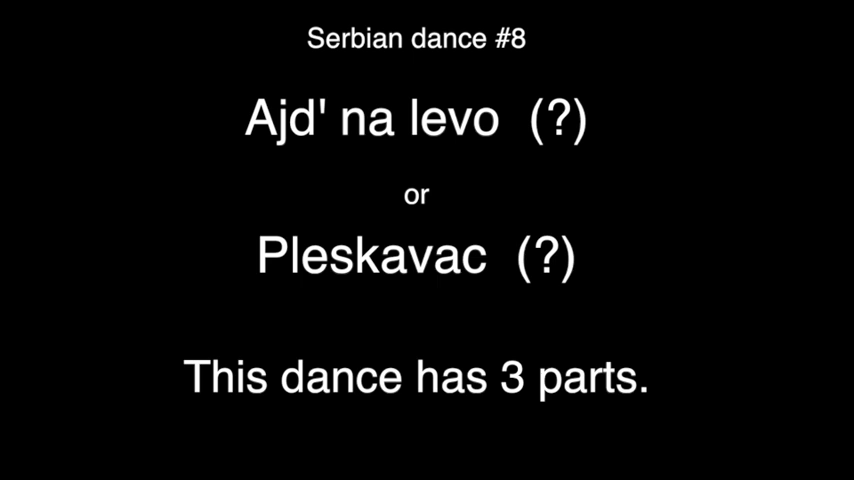 Serbian dance #8
Ajd' na levo (?)
or
Pleskavac (?)
This dance has 3 parts.